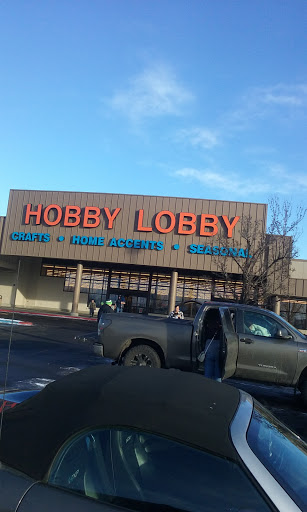 HOBBY LOBBY
CRAFTS • HOME ACCENTS • SEASONAL